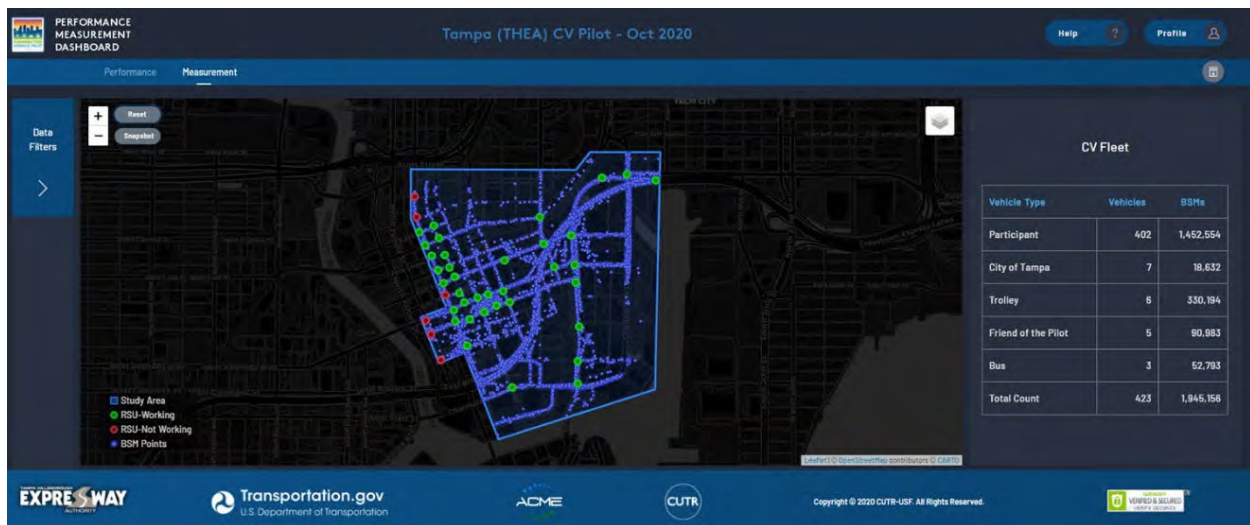 PERFORMANCE
MEASUREMENT
DASHBOARD
Tampa (THEA) CV Pilot - Oct 2020
Help ?
Profile
Performance Measurement
Data
Filters
+
Reset
-
Snapshot
CV Fleet
Vehicle Type Vehicles BSMs
Participant 402 1,452,554
City of Tampa 7 18,632
Trolley 6 330,194
Friend of the Pilot 5 90,983
Bus 3 52,793
Total Count 423 1,945,156
Study Area
RSU-Working
RSU-Not Working
BSM Points
Leaflet | © OpenStreetMap contributors © CARTO
EXPRESSWAY
AUTHORITY
Transportation.gov
U.S. Department of Transportation
ACME
CUTR
Copyright © 2020 CUTR-USF. All Rights Reserved.
VERIFIED & SECURED